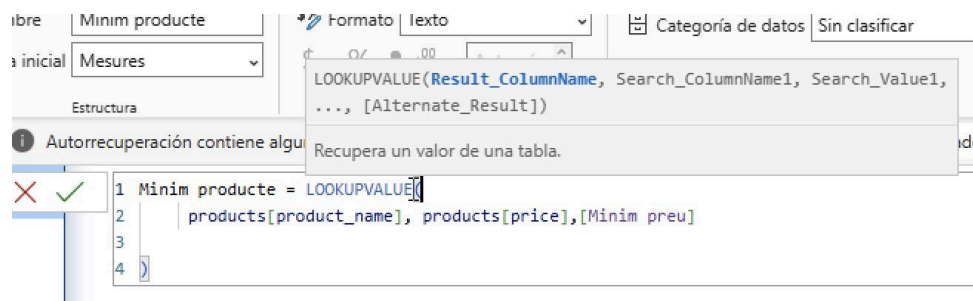 Minim producte
Formato Texto
Categoría de datos Sin clasificar
inicial Mesures
Estructura
LOOKUPVALUE(Result_ColumnName, Search_ColumnName1, Search_Value1,
..., [Alternate_Result])
Recupera un valor de una tabla.
Autorrecuperación contiene
1 Minim producte = LOOKUPVALUE(
2 products[product_name], products[price],[Minim preu]
3
4 )